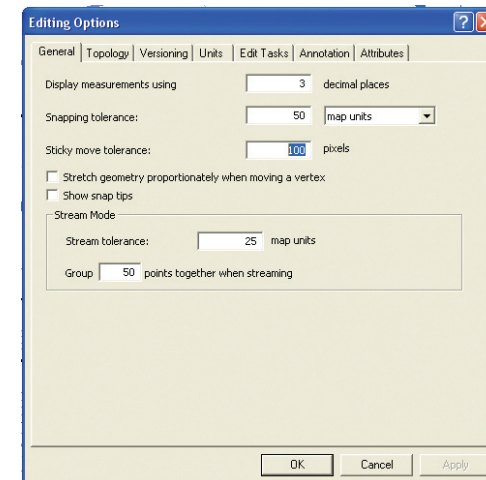 Editing Options
General Topology Versioning Units Edit Tasks Annotation Attributes
Display measurements using 3 decimal places
Snapping tolerance: 50 map units
Sticky move tolerance: 100 pixels
Stretch geometry proportionately when moving a vertex
Show snap tips
Stream Mode
Stream tolerance: 25 map units
Group 50 points together when streaming
OK Cancel Apply